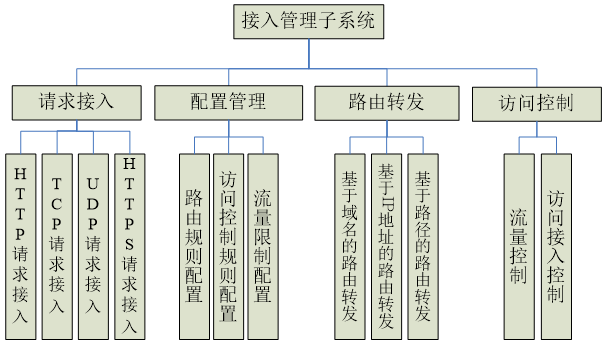 接入管理子系统
请求接入
配置管理
路由转发
访问控制
HTTP请求接入
TCP请求接入
UDP请求接入
HTTPS请求接入
路由规则配置
访问控制规则配置
流量限制配置
基于域名的路由转发
基于IP地址的路由转发
基于路径的路由转发
流量控制
访问接入控制